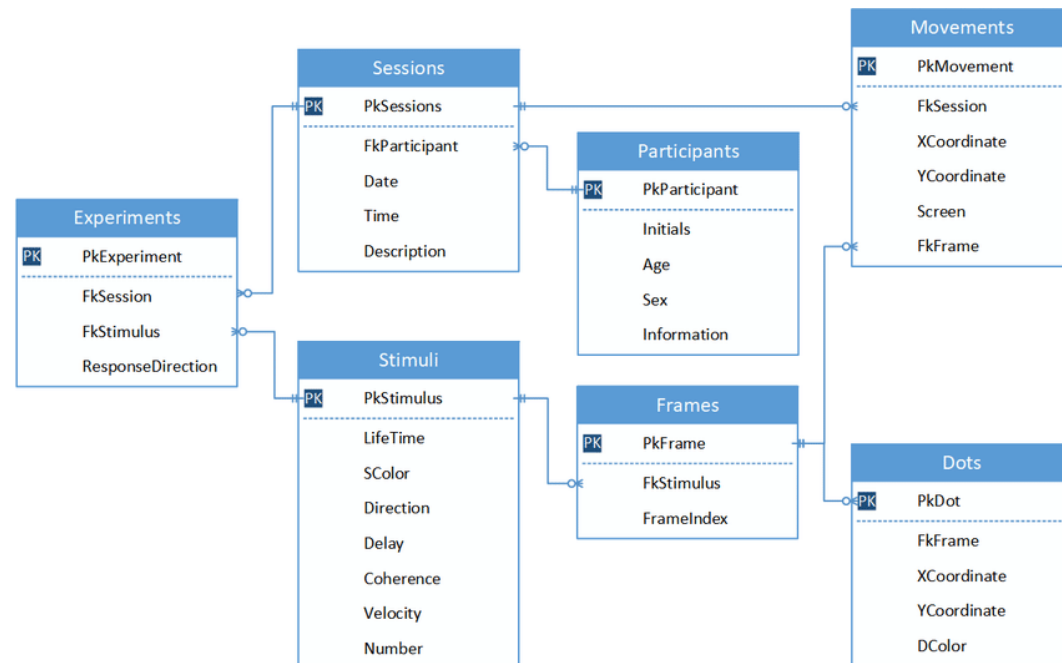 Experiments
PK PkExperiment
FkSession
FkStimulus
ResponseDirection
Sessions
PK PkSessions
FkParticipant
Date
Time
Description
Stimuli
PK PkStimulus
LifeTime
SColor
Direction
Delay
Coherence
Velocity
Number
Participants
PK PkParticipant
Initials
Age
Sex
Information
Frames
PK PkFrame
FkStimulus
FrameIndex
Movements
PK PkMovement
FkSession
XCoordinate
YCoordinate
Screen
FkFrame
Dots
PK PkDot
FkFrame
XCoordinate
YCoordinate
DColor